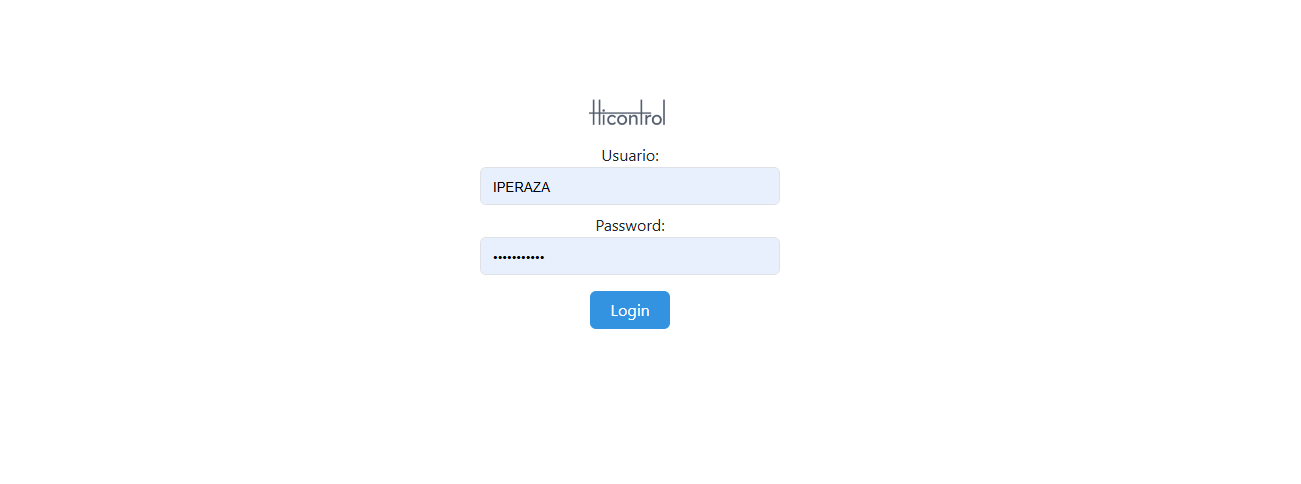 Hicontrol
Usuario:
IPERAZA
Password:
•••••••••••
Login